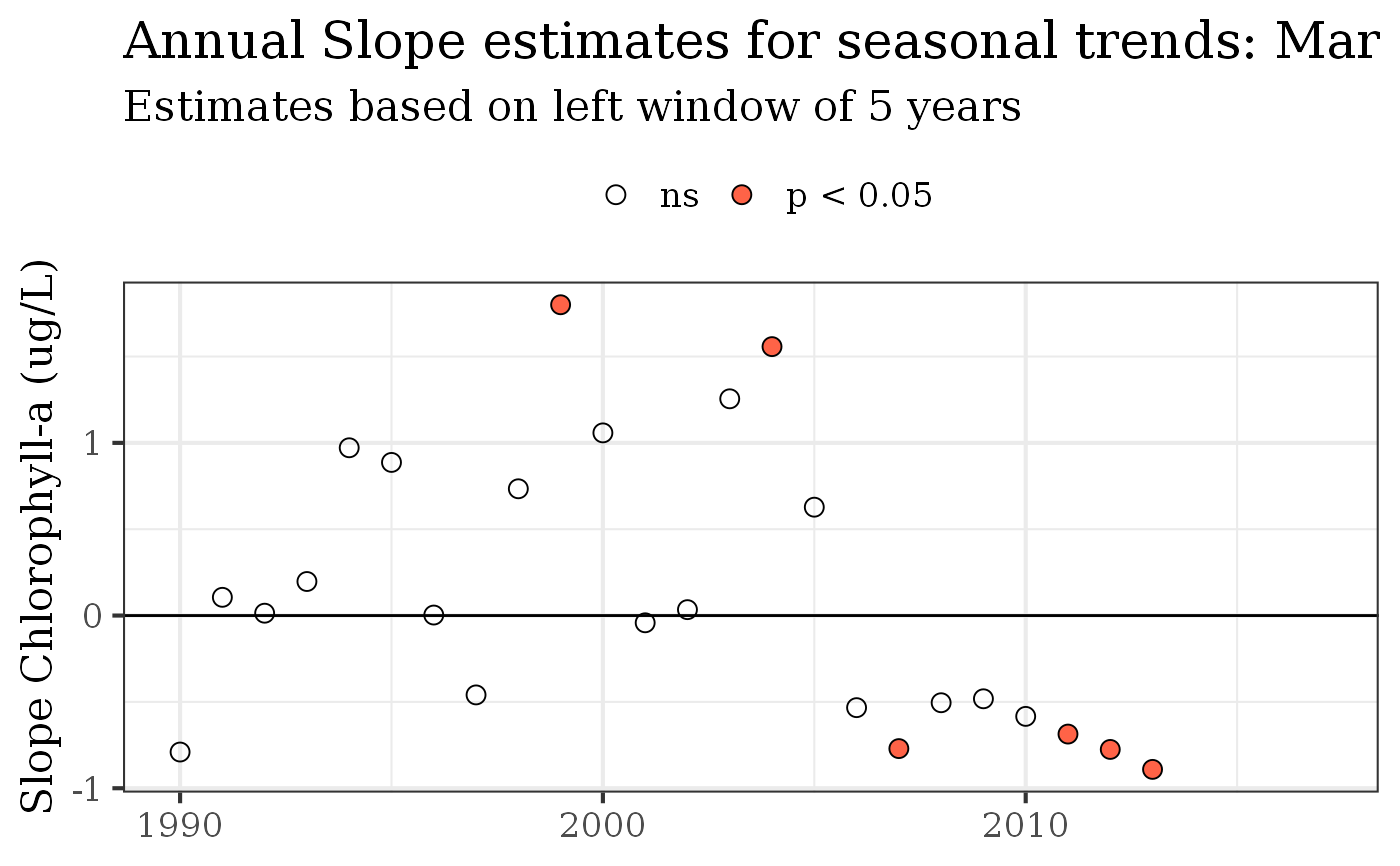 Annual Slope estimates for seasonal trends: Mar
Estimates based on left window of 5 years
ns p < 0.05
Slope Chlorophyll-a (ug/L)
1
0
-1
1990 2000 2010